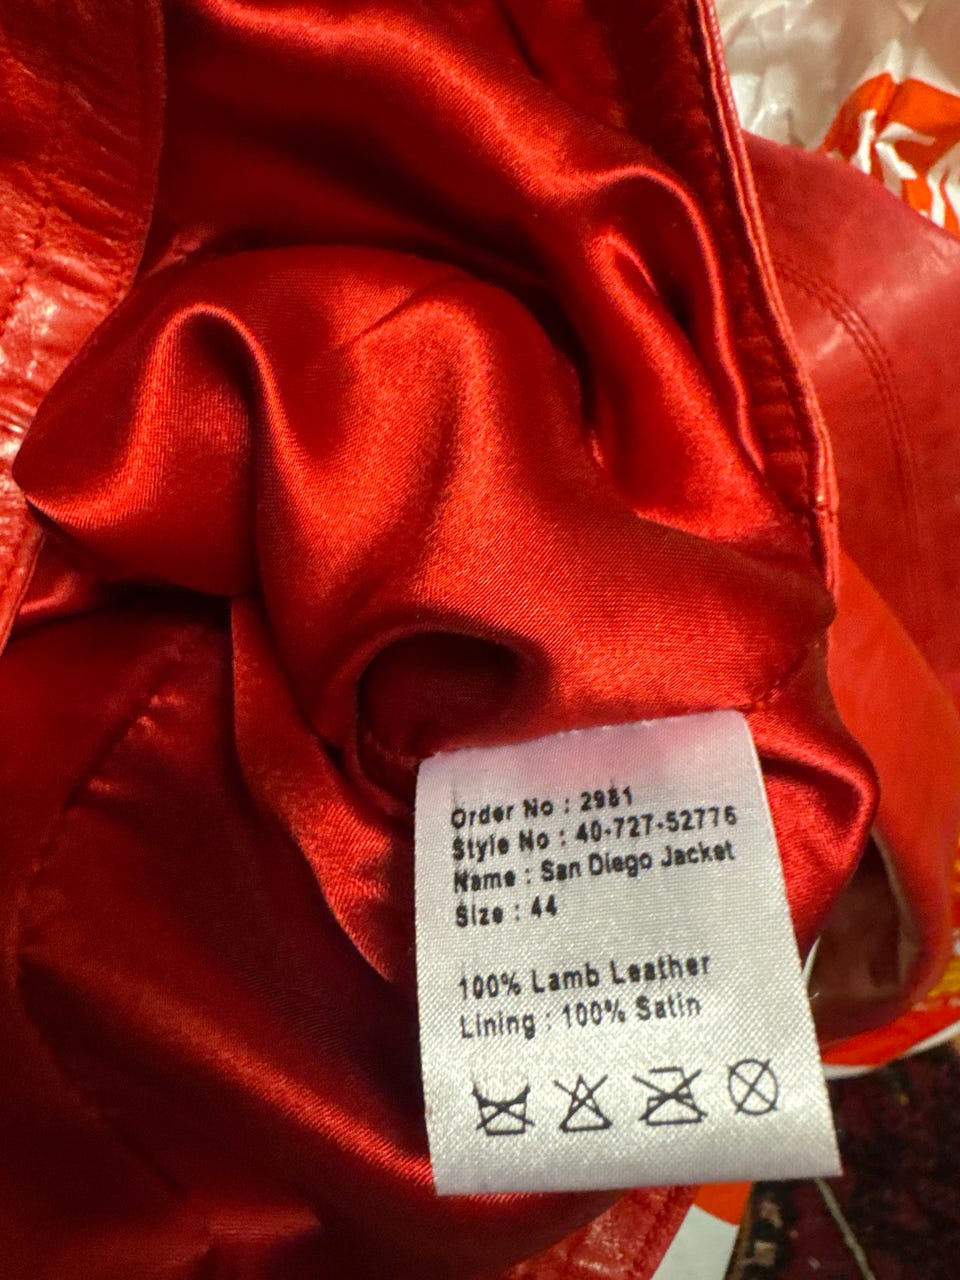 Order No : 2981
Style No : 40-727-52776
Name : San Diego Jacket
Size : 44
100% Lamb Leather
Lining : 100% Satin